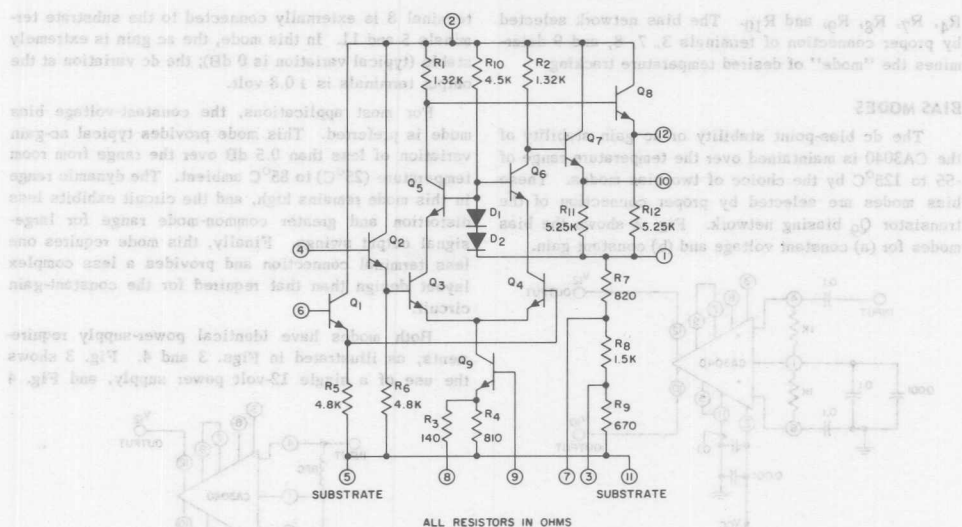 R4, R7, R8, R9, and R10. The bias network selected
by proper connection of terminals 3, 7, 8, and 9 deter-
mines the "mode" of desired temperature tracking.
BIAS MODES
The dc bias-point stability of gain stability of
the CA3040 is maintained over the temperature range of
-55 to 125°C by the choice of two modes. These
bias modes are selected by proper connection of the
transistor Q9 biasing network. shows bias
modes for (a) constant voltage and (b) constant gain.
terminal 8 is externally connected to the substrate ter-
minals 5 and 11. In this mode, the ac gain is extremely
stable (typical variation is 0 dB); the dc variation at the
output terminals is ± 0.8 volt.
For most applications, the constant-voltage bias
mode is preferred. This mode provides typical ac-gain
variation of less than 0.5 dB over the range from room
temperature (25°C) to 85°C ambient. The dynamic range
in this mode remains high, and the circuit exhibits less
distortion and greater common-mode range for large-
signal output swings. Finally, this mode requires one
less terminal connection and provides a less complex
layout design than that required for the constant-gain
circuit.
Both modes have identical power-supply require-
ments, as illustrated in Figs. 3 and 4. Fig. 3 shows
the use of a single 12-volt power supply, and Fig. 4
2
R1
1.32K
R10
4.5K
R2
1.32K
Q8
12
Q7
10
Q5
Q6
D1
D2
R11
5.25K
R12
5.25K
1
4
Q2
Q3
Q4
R7
820
6
Q1
R8
1.5K
Q9
R5
4.8K
R6
4.8K
R3
140
R4
810
R9
670
5
8
9
7
3
11
SUBSTRATE
SUBSTRATE
ALL RESISTORS IN OHMS
INPUT
OUTPUT
CA3040
1K
1K
OUTPUT
INPUT
CA3040
OUTPUT